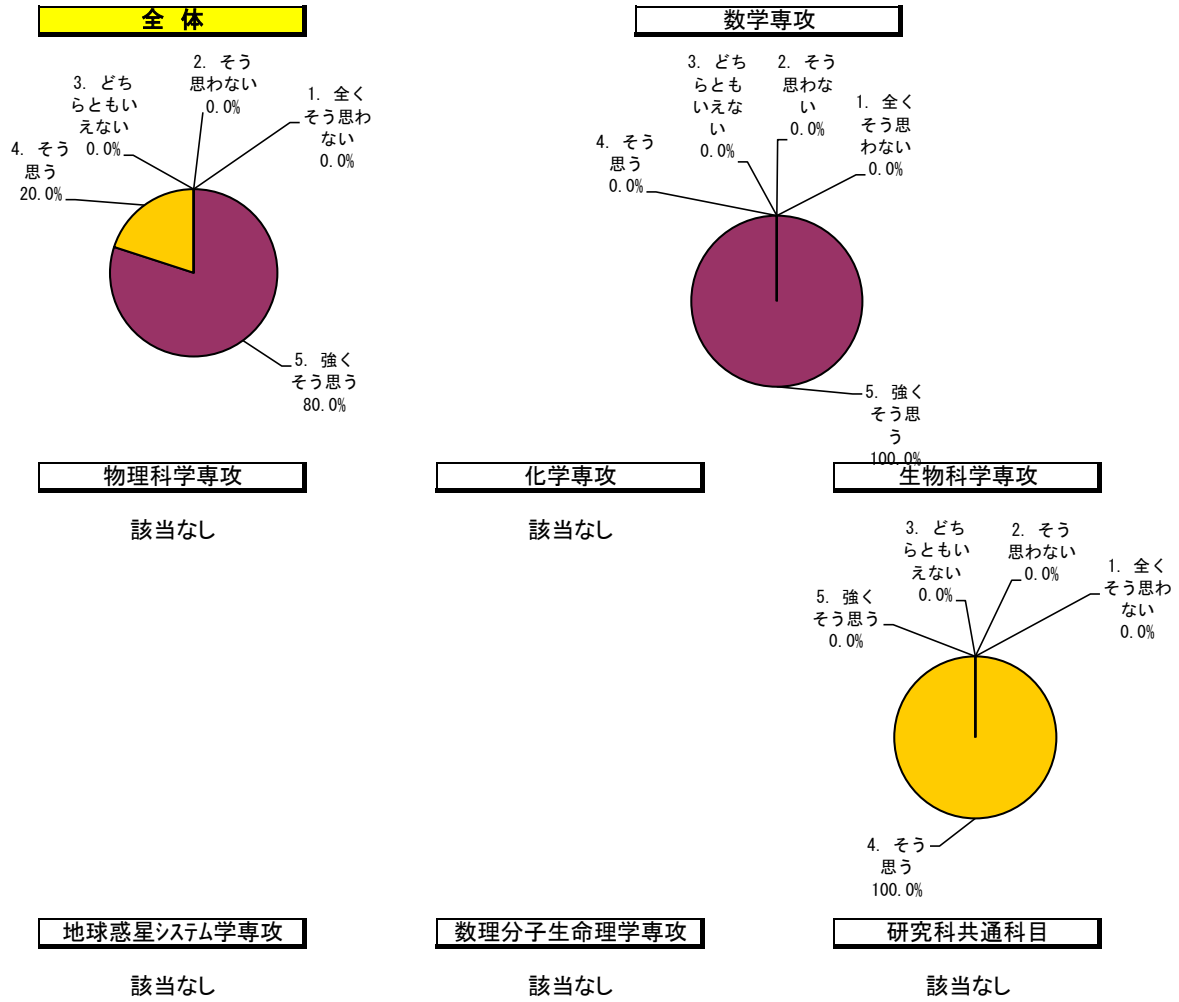 全 体
2. そう
思わない
0.0%
3. どち
らともい
えない
0.0%
1. 全く
そう思わ
ない
0.0%
4. そう
思う
20.0%
5. 強く
そう思う
80.0%
数学専攻
3. どち
らとも
いえな
い
0.0%
2. そう
思わな
い
0.0%
1. 全く
そう思
わない
0.0%
4. そう
思う
0.0%
5. 強く
そう思
う
100.0%
物理科学専攻
該当なし
化学専攻
該当なし
生物科学専攻
3. どち
らともい
えない
0.0%
2. そう
思わない
0.0%
1. 全く
そう思わ
ない
0.0%
5. 強く
そう思う
0.0%
4. そう
思う
100.0%
地球惑星システム学専攻
該当なし
数理分子生命理学専攻
該当なし
研究科共通科目
該当なし